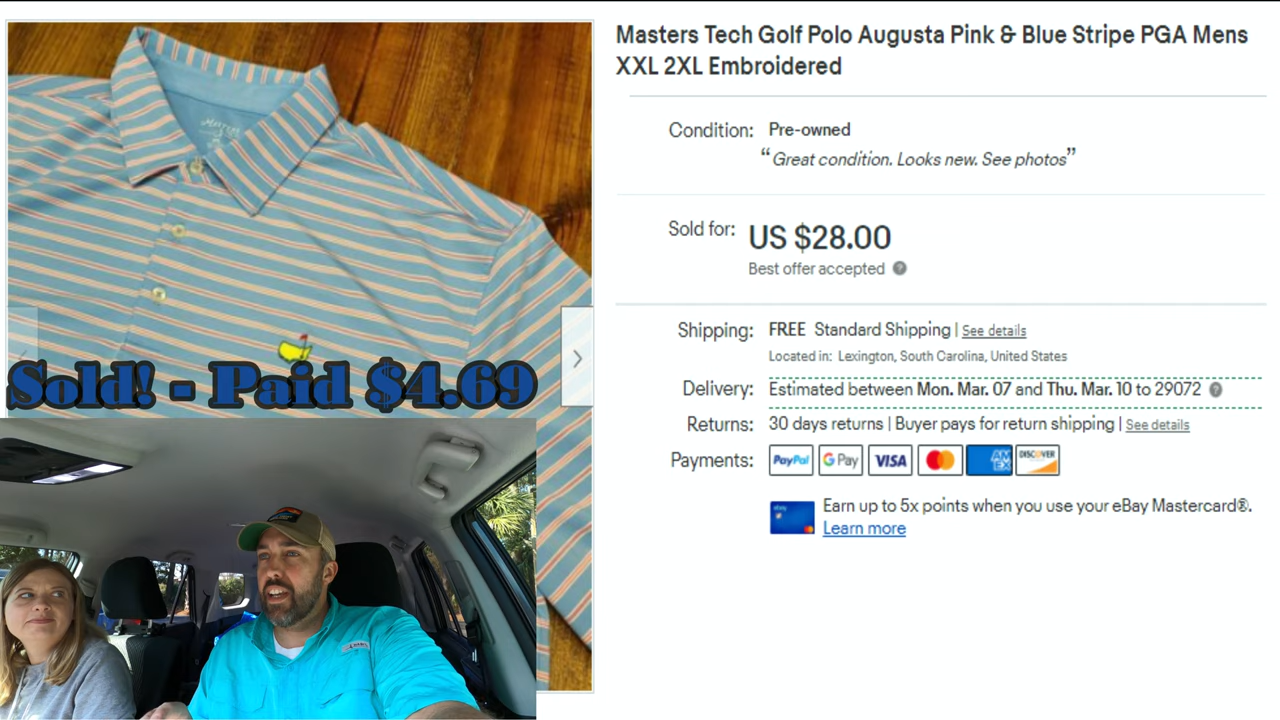 Masters Tech Golf Polo Augusta Pink & Blue Stripe PGA Mens
XXL 2XL Embroidered
Condition: Pre-owned
“Great condition. Looks new. See photos”
Sold for: US $28.00
Best offer accepted
Shipping: FREE Standard Shipping | See details
Located in: Lexington, South Carolina, United States
Delivery: Estimated between Mon. Mar. 07 and Thu. Mar. 10 to 29072
Returns: 30 days returns | Buyer pays for return shipping | See details
Payments: PayPal G Pay VISA AM EX DISCOVER
ebay
Earn up to 5x points when you use your eBay Mastercard®.
Learn more
Sold! - Paid $4.69